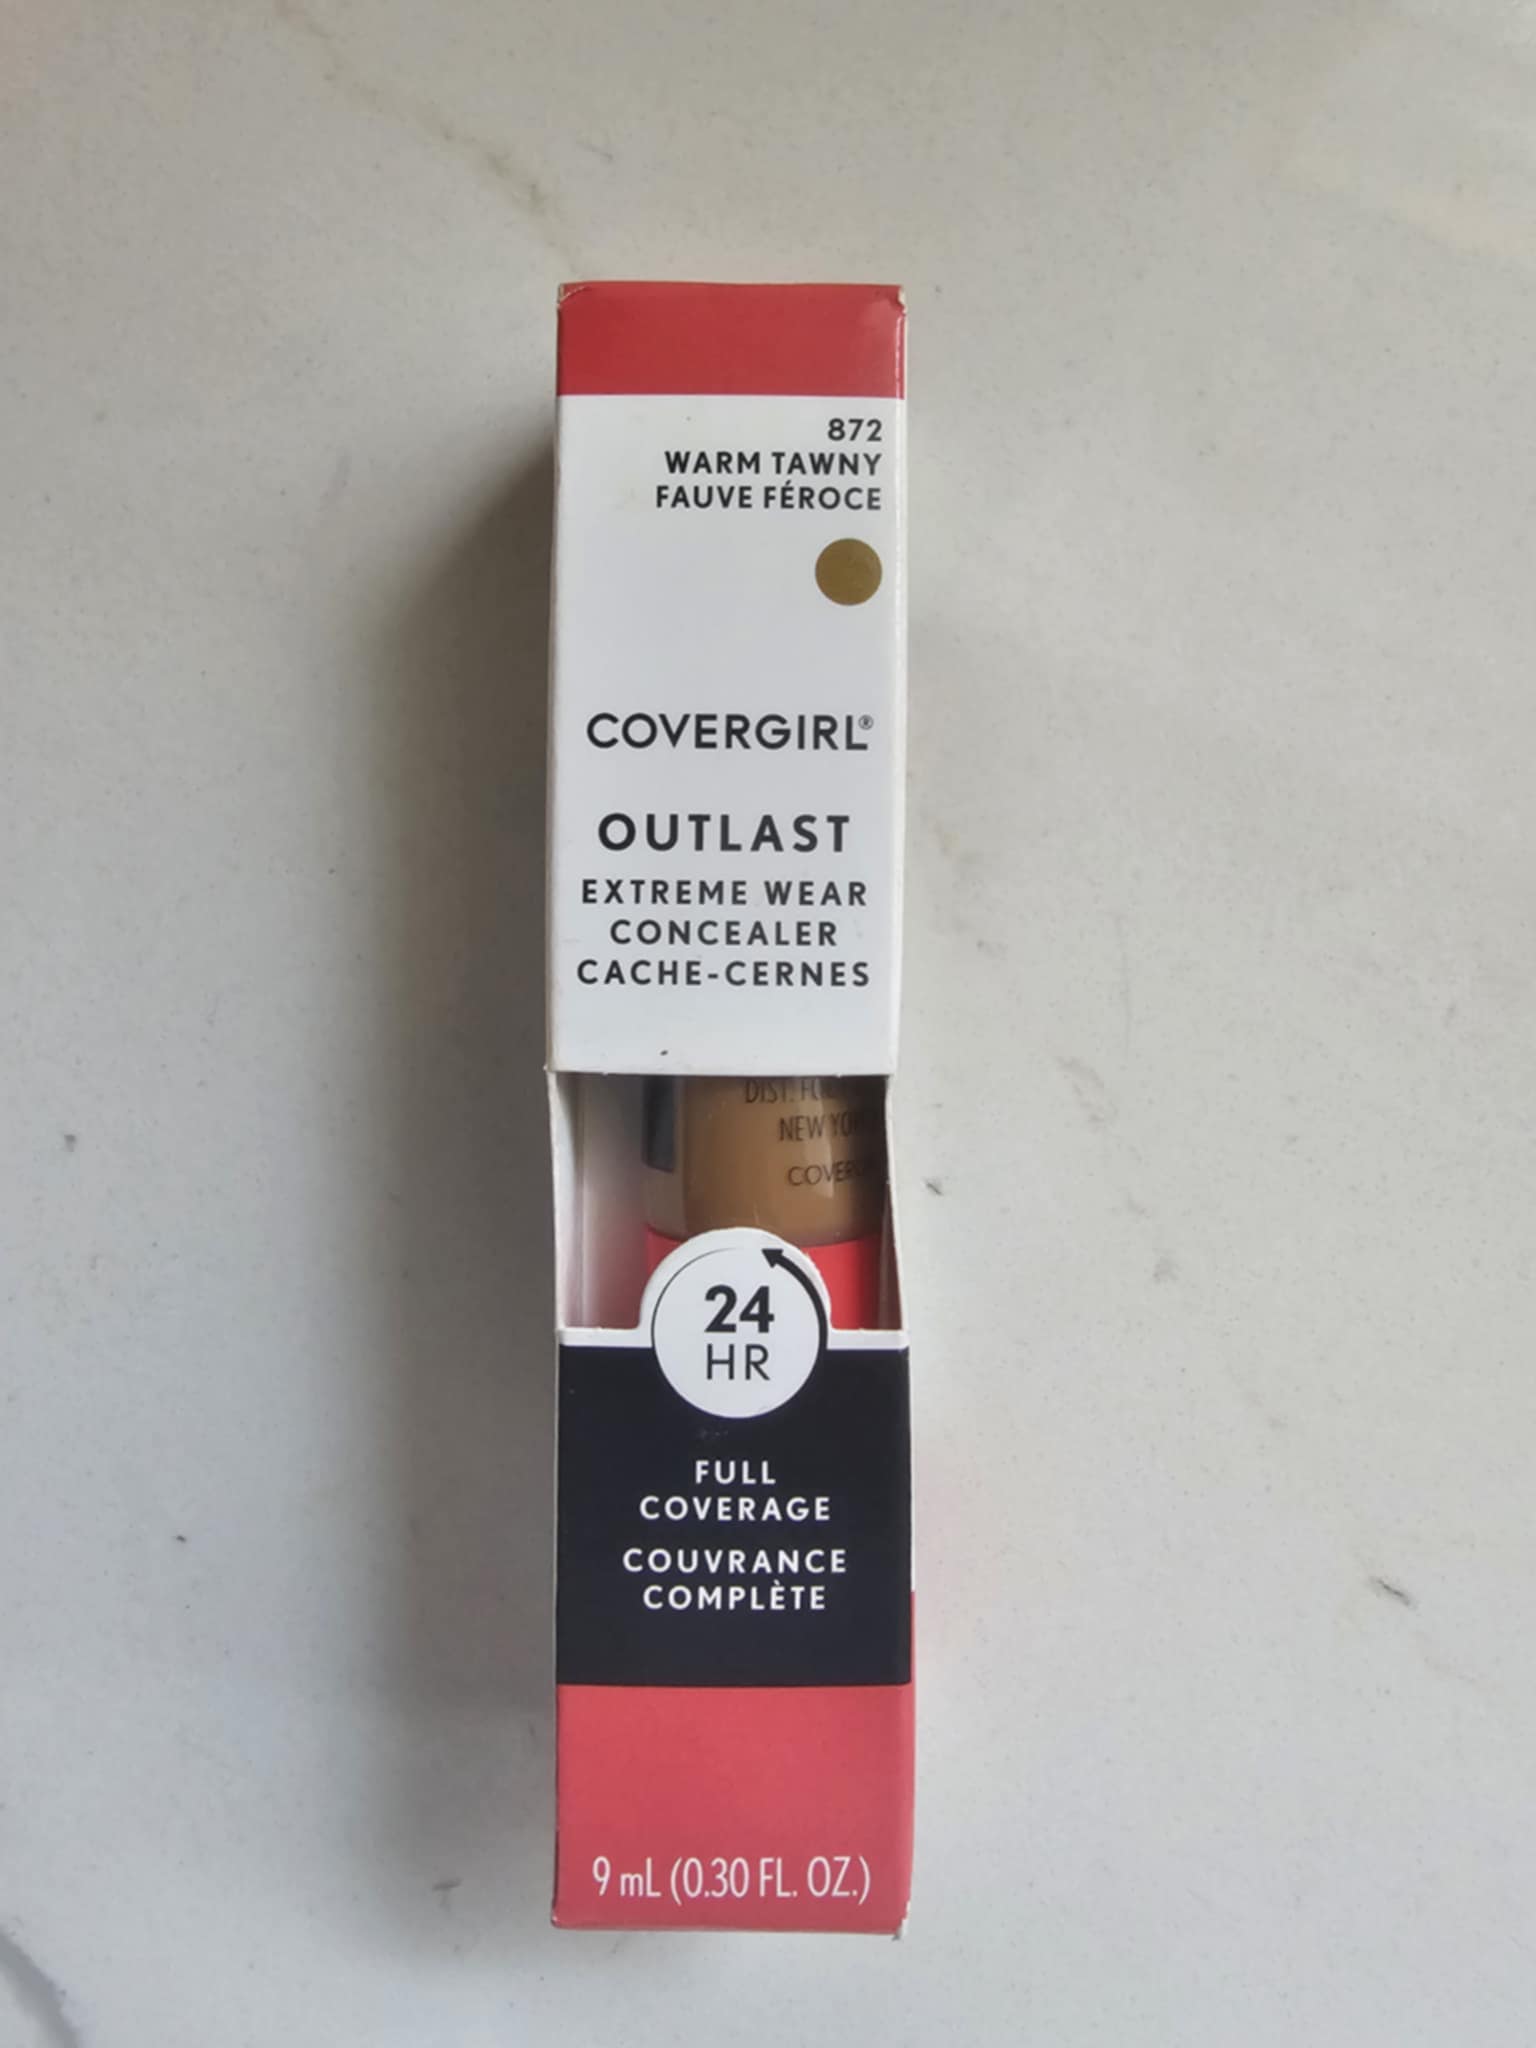 872
WARM TAWNY
FAUVE FÉROCE
COVERGIRL®
OUTLAST
EXTREME WEAR
CONCEALER
CACHE-CERNES
DIST.
NEW
24
HR
FULL
COVERAGE
COUVRANCE
COMPLÈTE
9 mL (0.30 FL. OZ.)